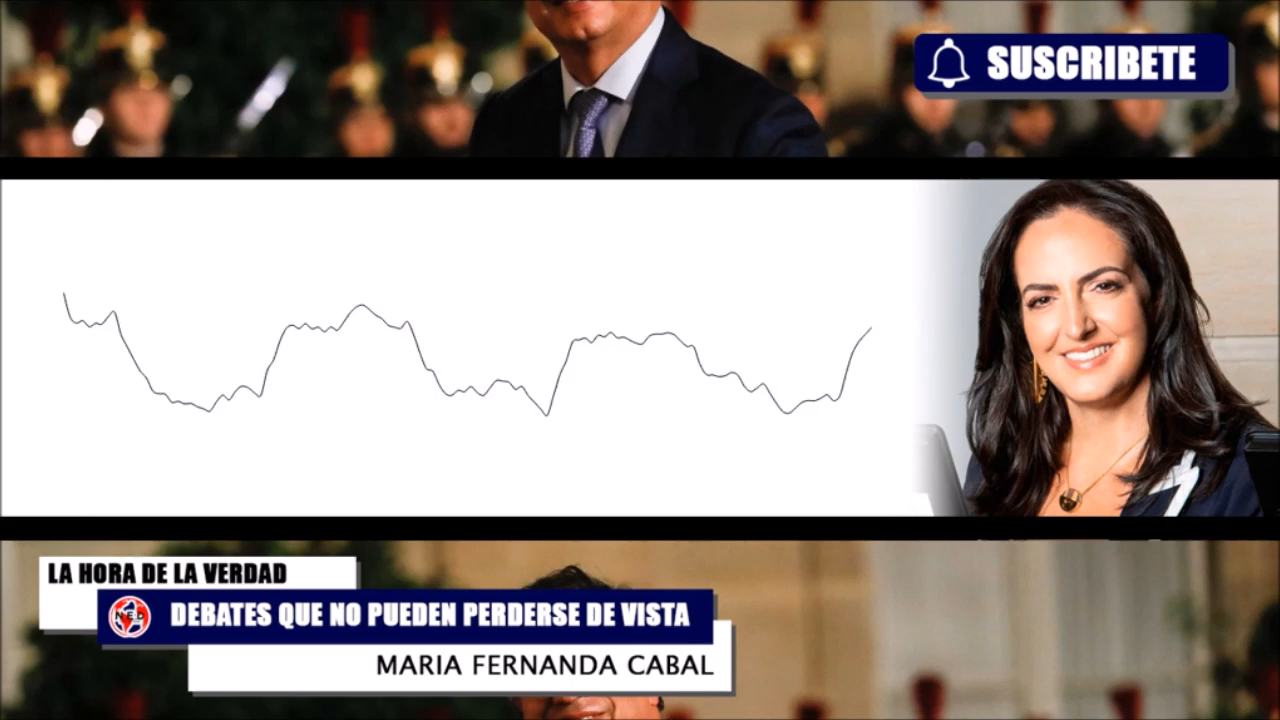 SUSCRIBETE
LA HORA DE LA VERDAD
DEBATES QUE NO PUEDEN PERDERSE DE VISTA
MARIA FERNANDA CABAL